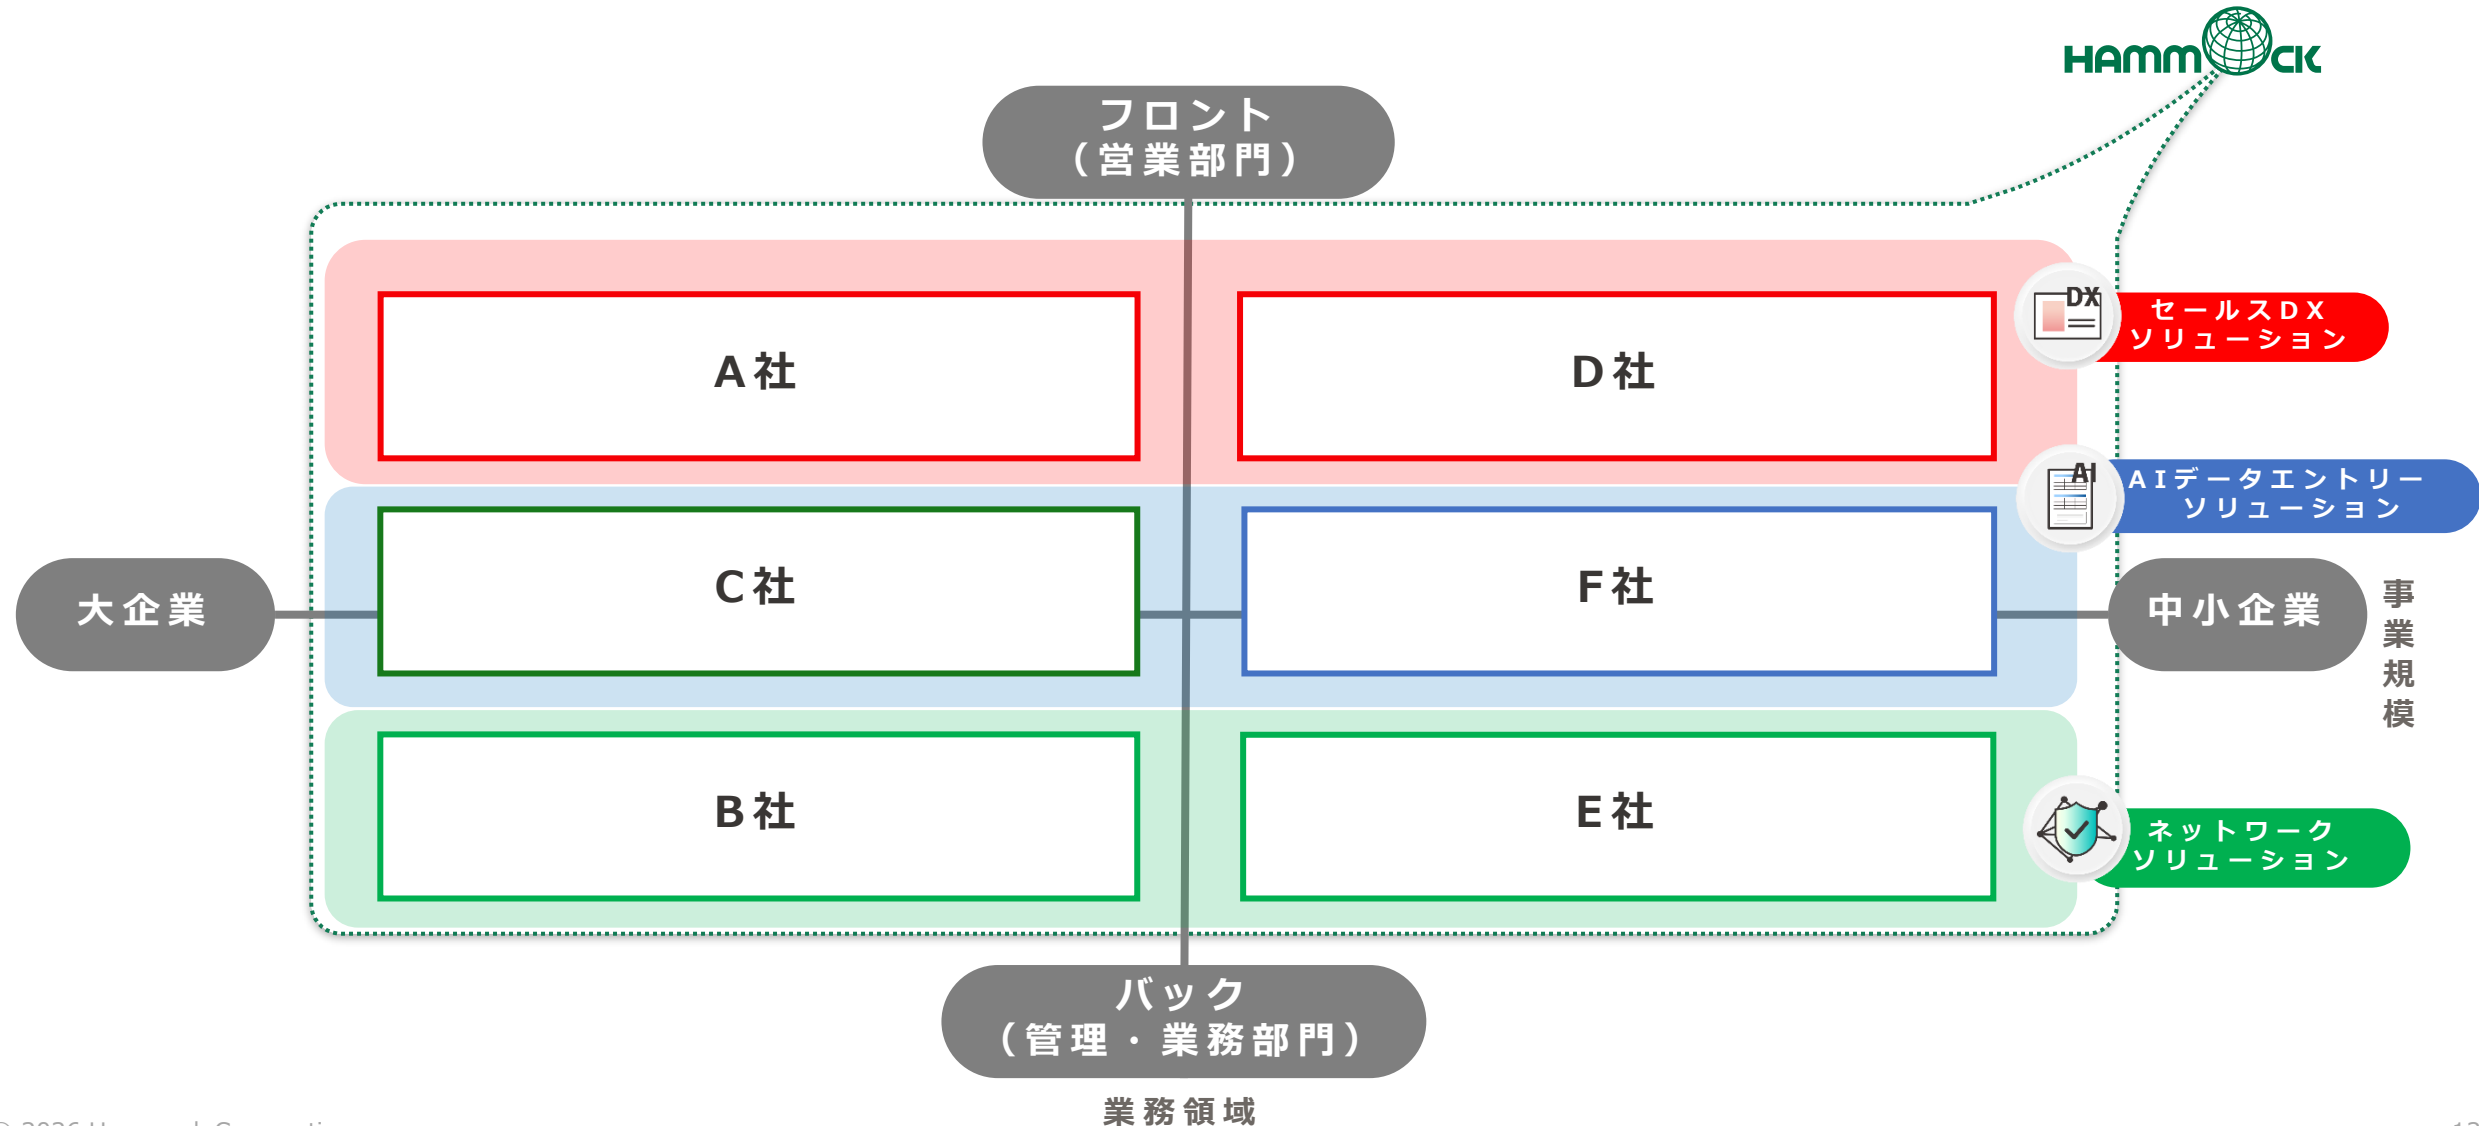 HAMMOCK
フロント
（営業部門）
DX
セールスDX
ソリューション
A社
D社
AI
AIデータエントリー
ソリューション
C社
F社
大企業
中小企業
事業規模
B社
E社
ネットワーク
ソリューション
バック
（管理・業務部門）
業務領域